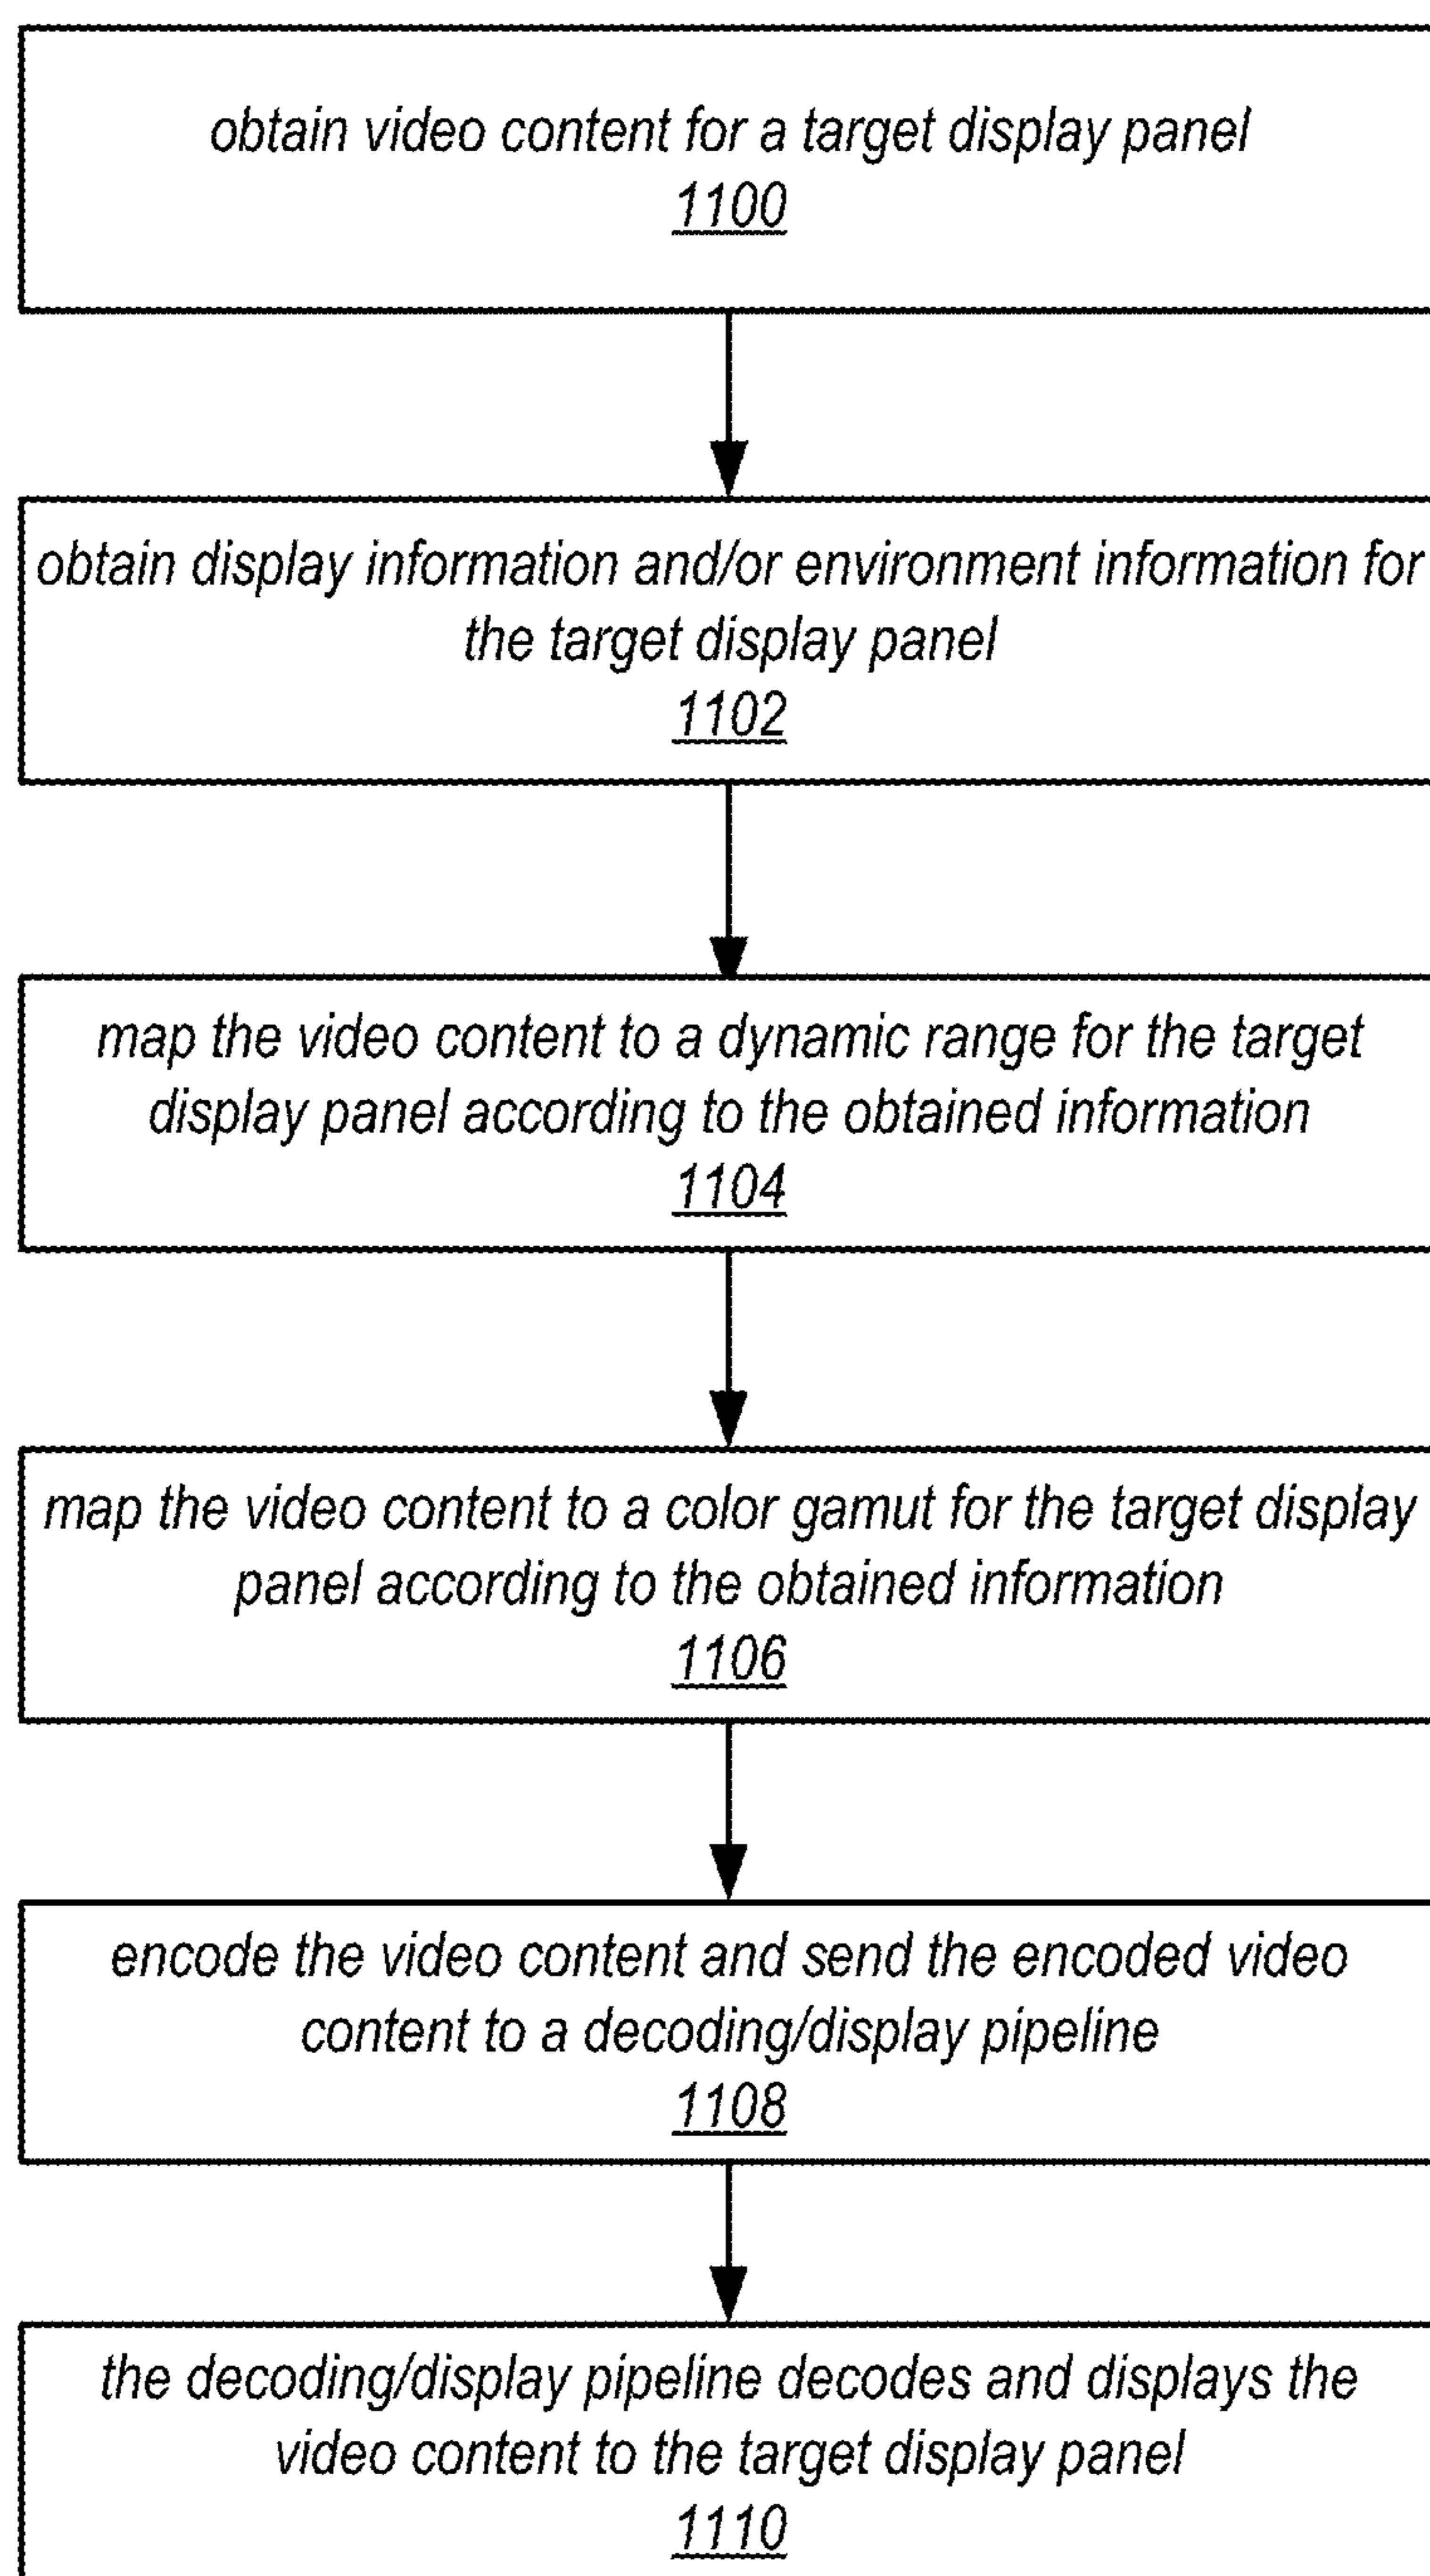 obtain video content for a target display panel
1100
obtain display information and/or environment information for
the target display panel
1102
map the video content to a dynamic range for the target
display panel according to the obtained information
1104
map the video content to a color gamut for the target display
panel according to the obtained information
1106
encode the video content and send the encoded video
content to a decoding/display pipeline
1108
the decoding/display pipeline decodes and displays the
video content to the target display panel
1110